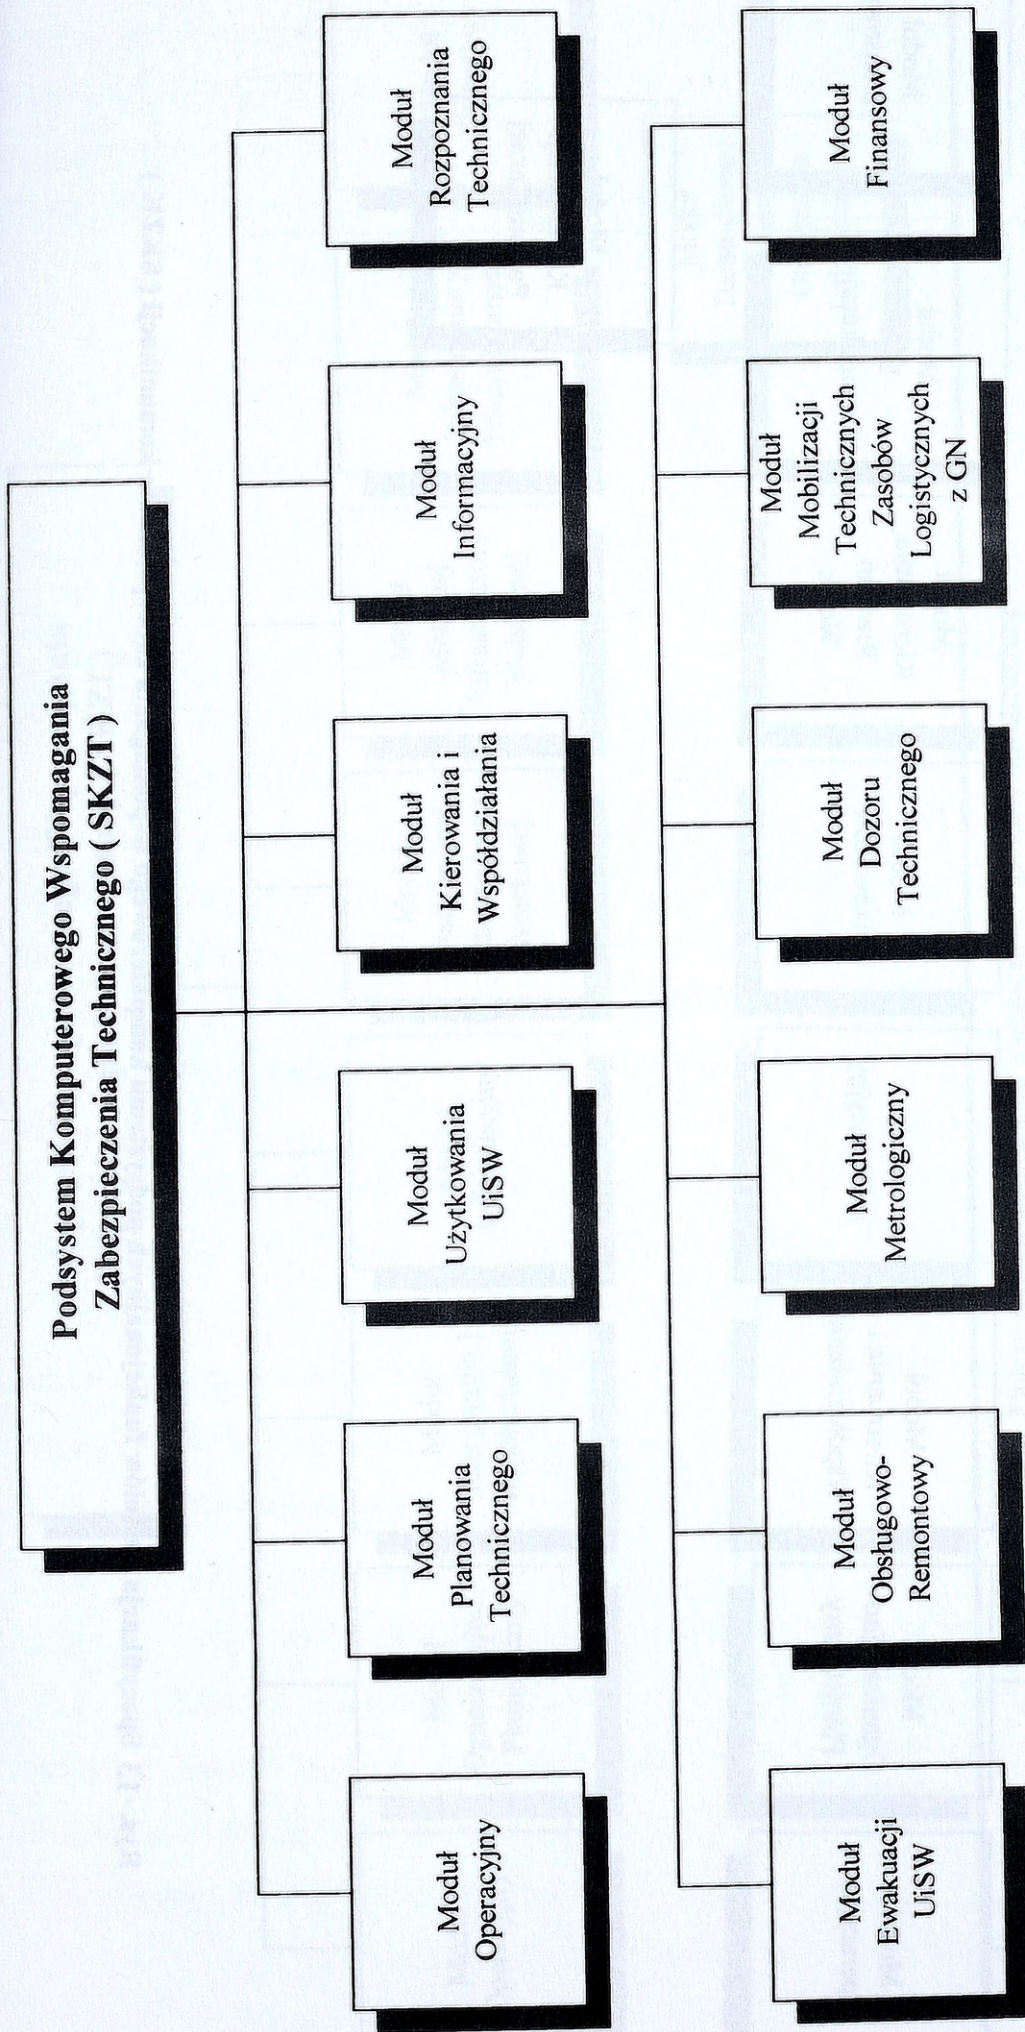 Podsystem Komputerowego Wspomagania
Zabezpieczenia Technicznego ( SKZT )
Moduł
Operacyjny
Moduł
Planowania
Technicznego
Moduł
Użytkowania
UiSW
Moduł
Kierowania i
Współdziałania
Moduł
Informacyjny
Moduł
Rozpoznania
Technicznego
Moduł
Ewakuacji
UiSW
Moduł
Obsługowo-
Remontowy
Moduł
Metrologiczny
Moduł
Dozoru
Technicznego
Moduł
Mobilizacji
Technicznych
Zasobów
Logistycznych
z GN
Moduł
Finansowy